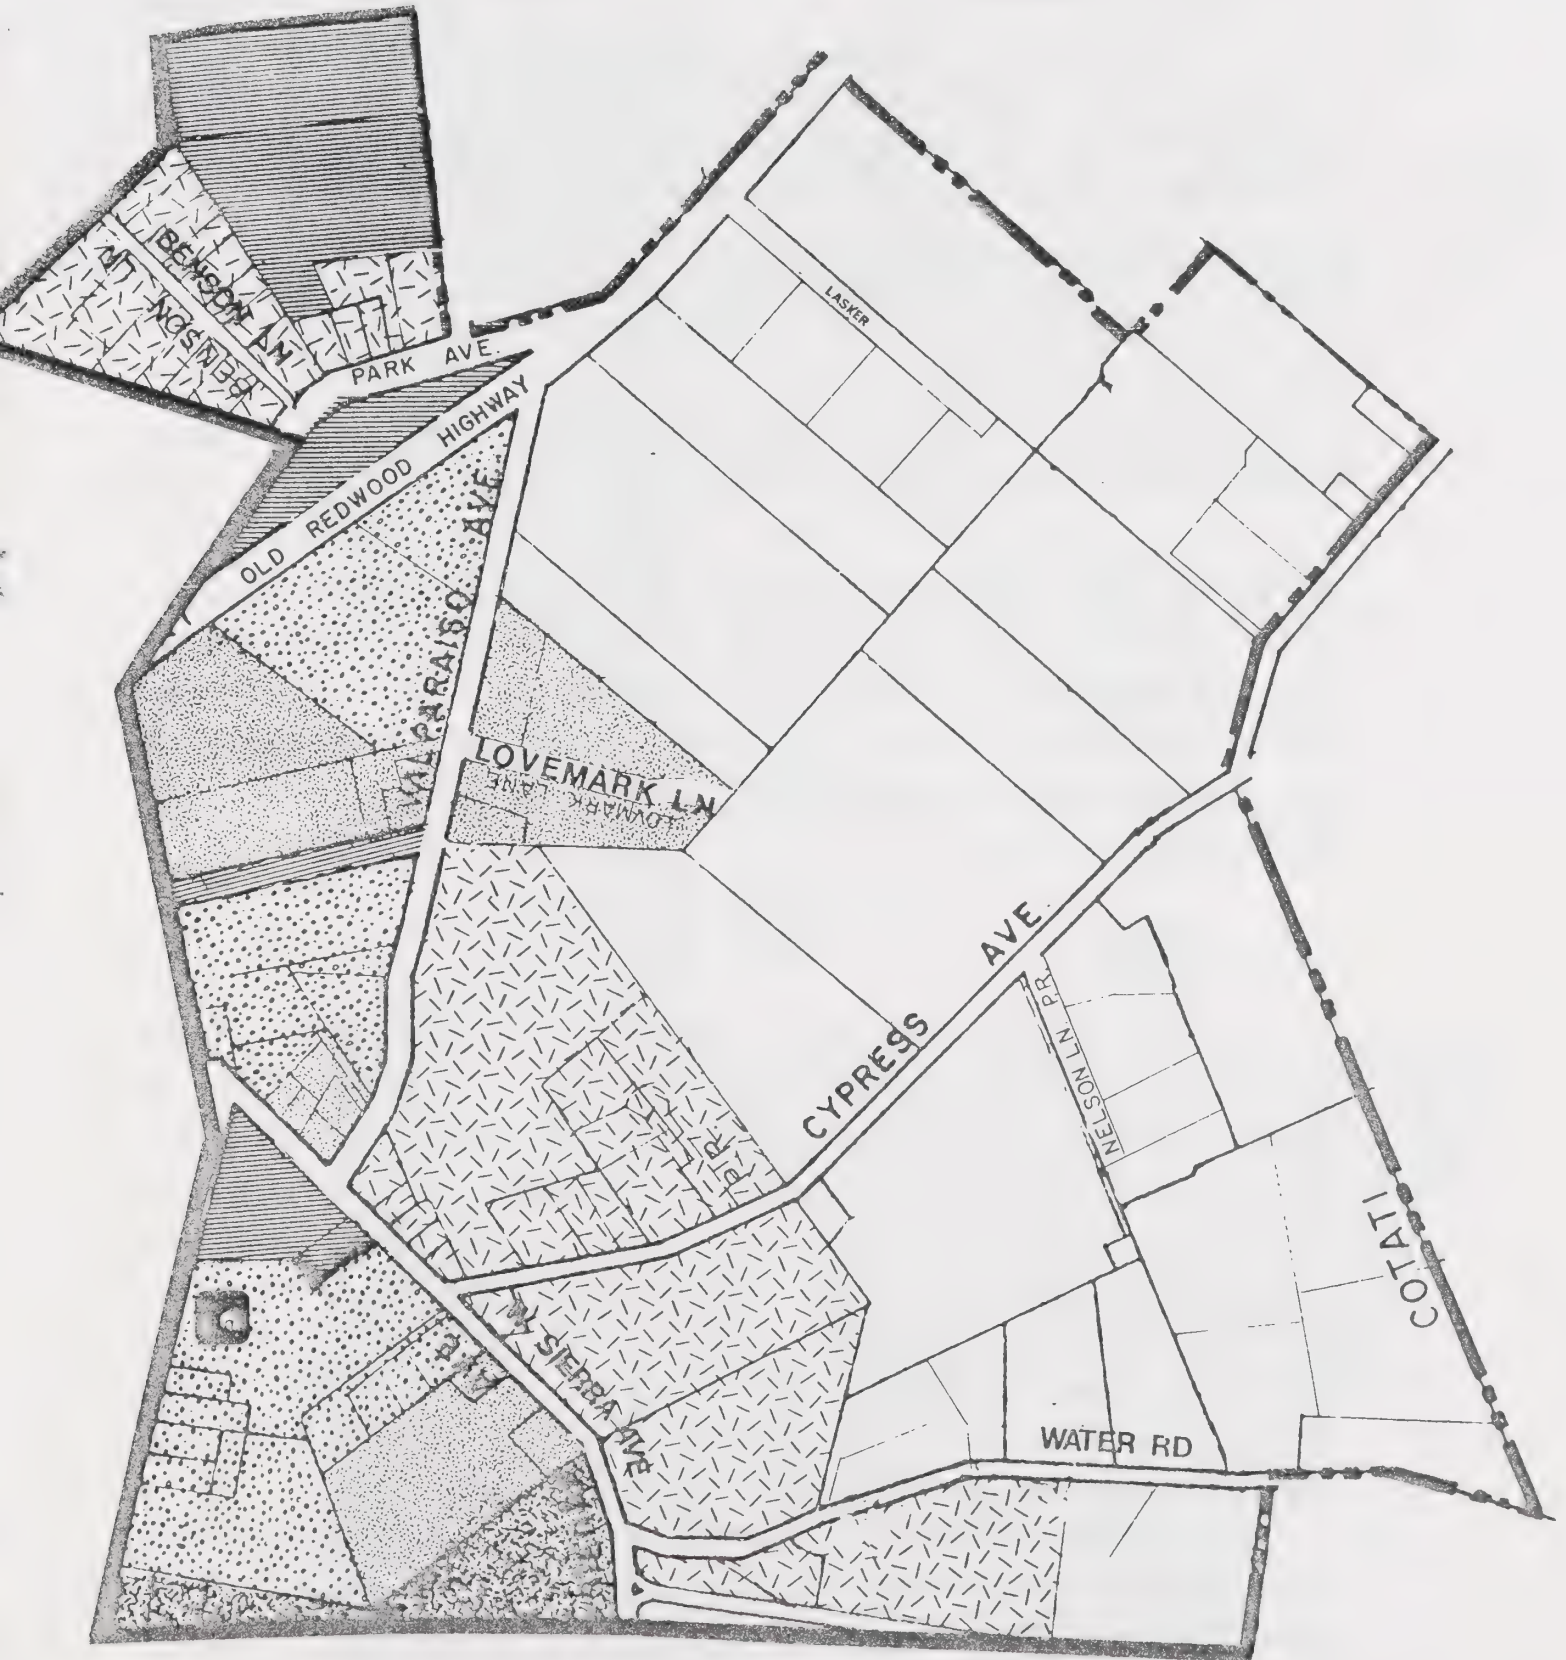 BENSON LN
BENSON LN
PARK AVE.
OLD REDWOOD HIGHWAY
LASKER
VALPARAISO AVE.
LOVEMARK LN
LOVMARK LANE
CYPRESS AVE.
NELSON LN PR.
PR
SIERRA AVE
WATER RD
COTATI